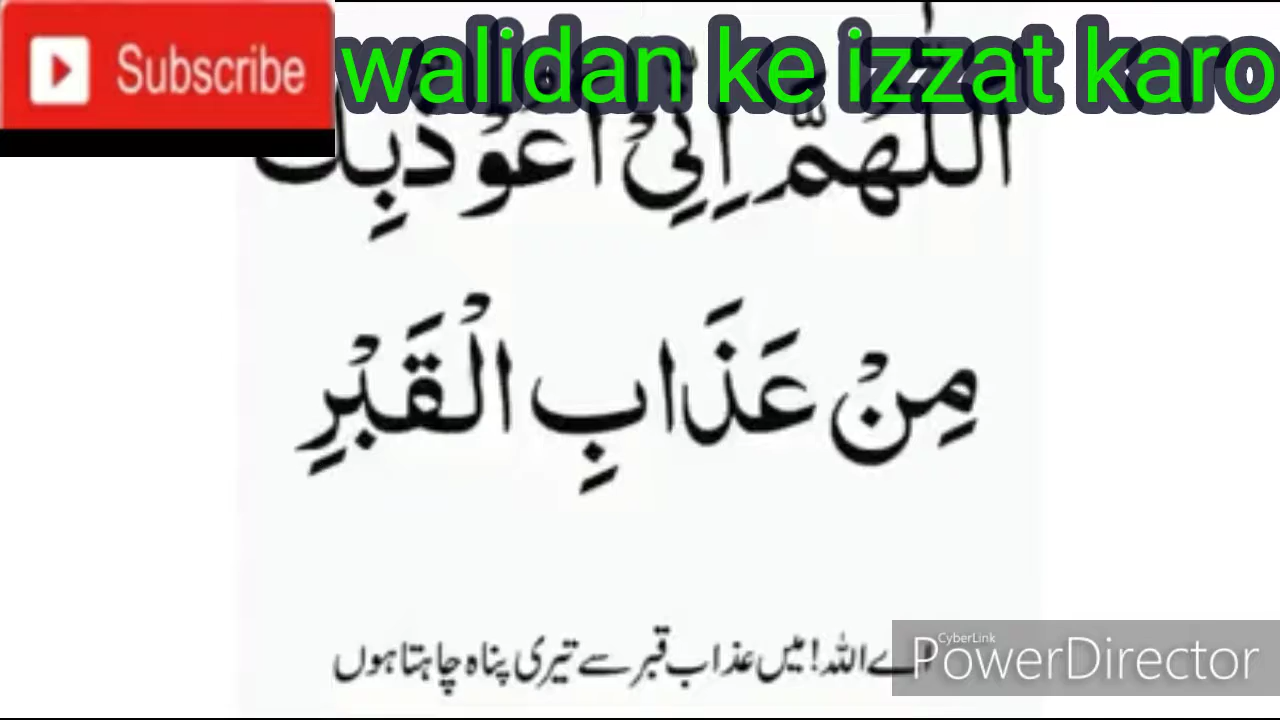 Subscribe
walidan ke izzat karo
اللّٰهُمَّ اِنِّیْ اَعُوْذُبِكَ
مِنْ عَذَابِ الْقَبْرِ
اے اللہ! میں عذاب قبر سے تیری پناہ چاہتا ہوں
CyberLink
PowerDirector